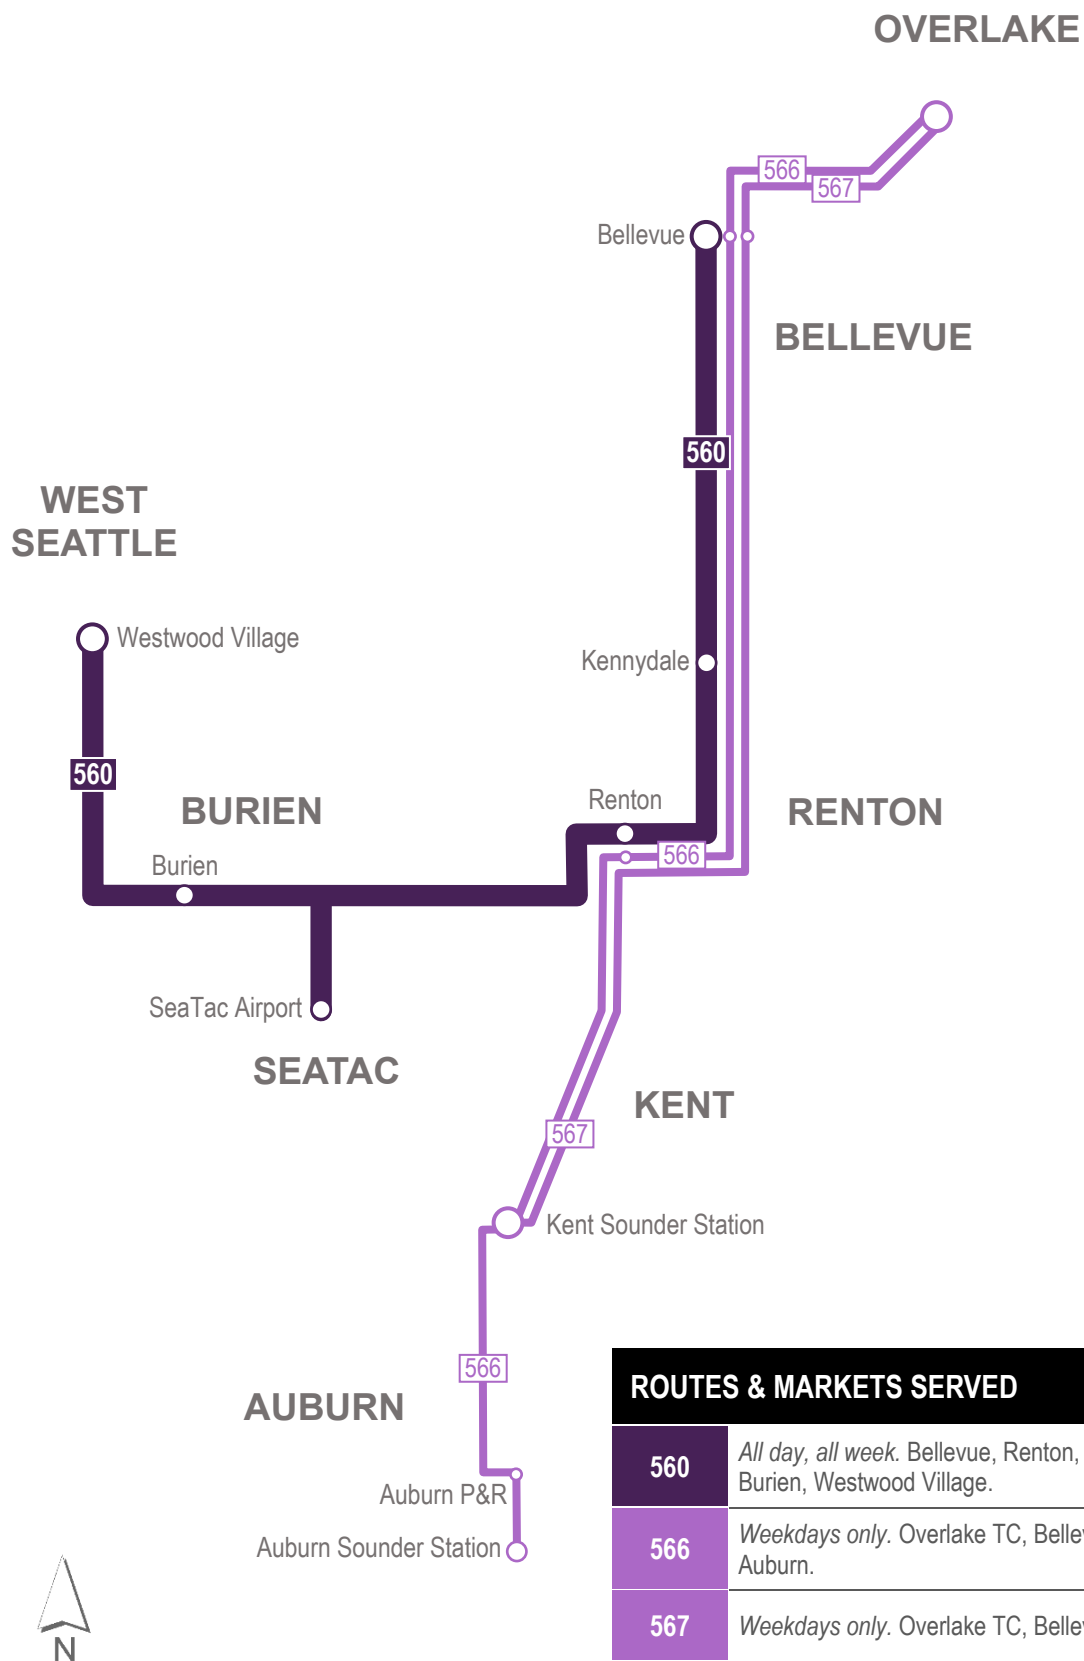 OVERLAKE
566
567
Bellevue
BELLEVUE
560
WEST
SEATTLE
Westwood Village
Kennydale
560
BURIEN
Renton
RENTON
566
Burien
SeaTac Airport
SEATAC
KENT
567
Kent Sounder Station
566
AUBURN
Auburn P&R
Auburn Sounder Station
N
ROUTES & MARKETS SERVED
560
All day, all week. Bellevue, Renton,
Burien, Westwood Village.
566
Weekdays only. Overlake TC,
Auburn.
567
Weekdays only. Overlake TC,